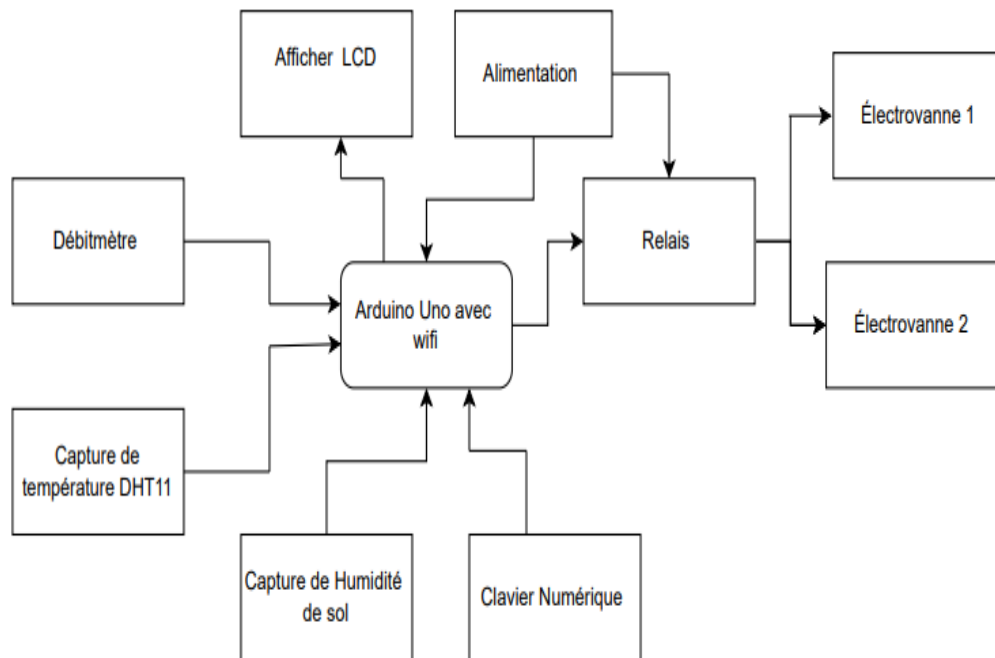 Afficher LCD
Alimentation
Électrovanne 1
Débitmètre
Relais
Arduino Uno avec
wifi
Électrovanne 2
Capture de
température DHT11
Capture de Humidité
de sol
Clavier Numérique